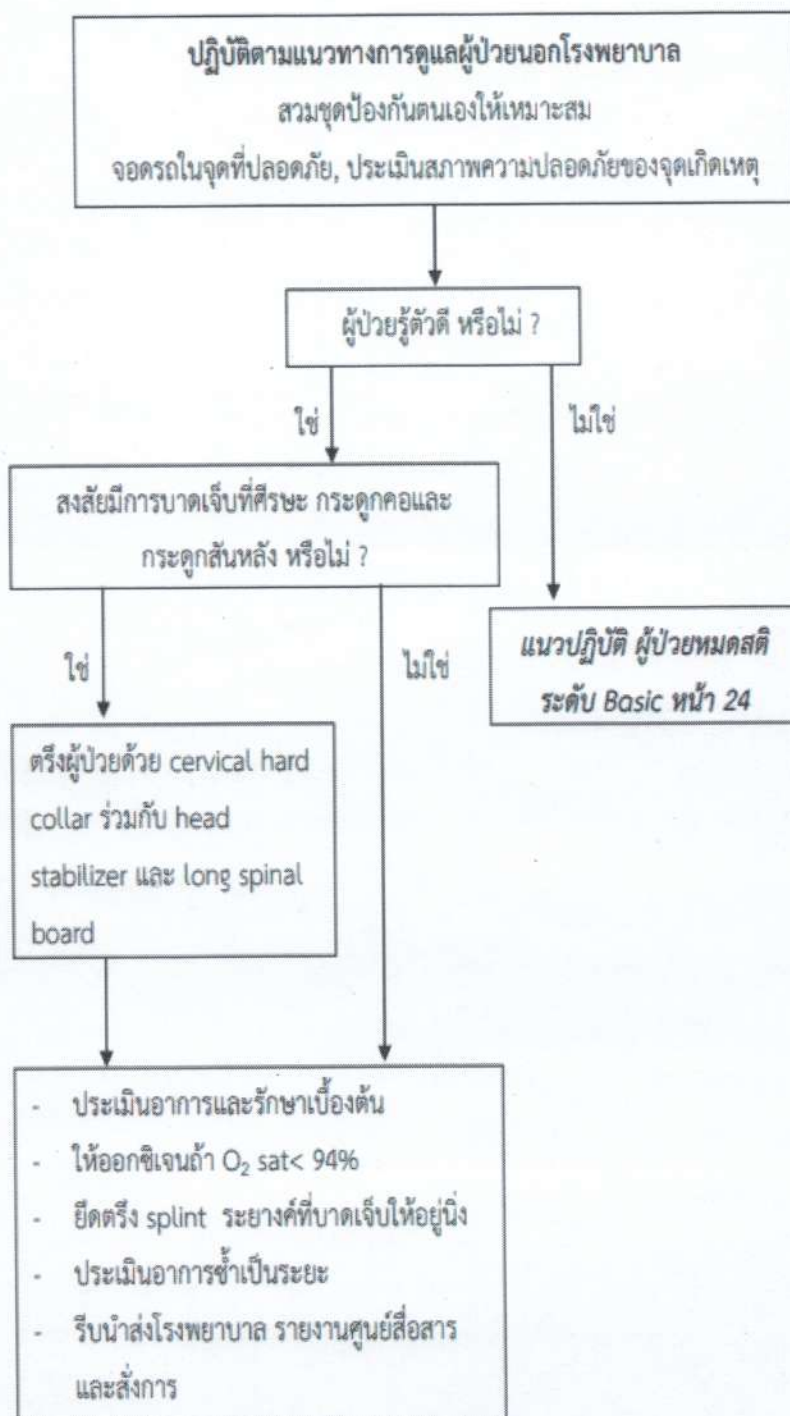 ปฏิบัติตามแนวทางการดูแลผู้ป่วยนอกโรงพยาบาล
สวมชุดป้องกันตนเองให้เหมาะสม
จอดรถในจุดที่ปลอดภัย, ประเมินสภาพความปลอดภัยของจุดเกิดเหตุ
ผู้ป่วยรู้ตัวดี หรือไม่ ?
ใช่
ไม่ใช่
สงสัยมีการบาดเจ็บที่ศีรษะ กระดูกคอและ
กระดูกสันหลัง หรือไม่ ?
แนวปฏิบัติ ผู้ป่วยหมดสติ
ระดับ Basic หน้า 24
ใช่
ไม่ใช่
ตรึงผู้ป่วยด้วย cervical hard
collar ร่วมกับ head
stabilizer และ long spinal
board
- ประเมินอาการและรักษาเบื้องต้น
- ให้ออกซิเจนถ้า O₂ sat< 94%
- ยึดตรึง splint ระยางค์ที่บาดเจ็บให้อยู่นิ่ง
- ประเมินอาการซ้ำเป็นระยะ
- รีบนำส่งโรงพยาบาล รายงานศูนย์สื่อสาร
และสั่งการ